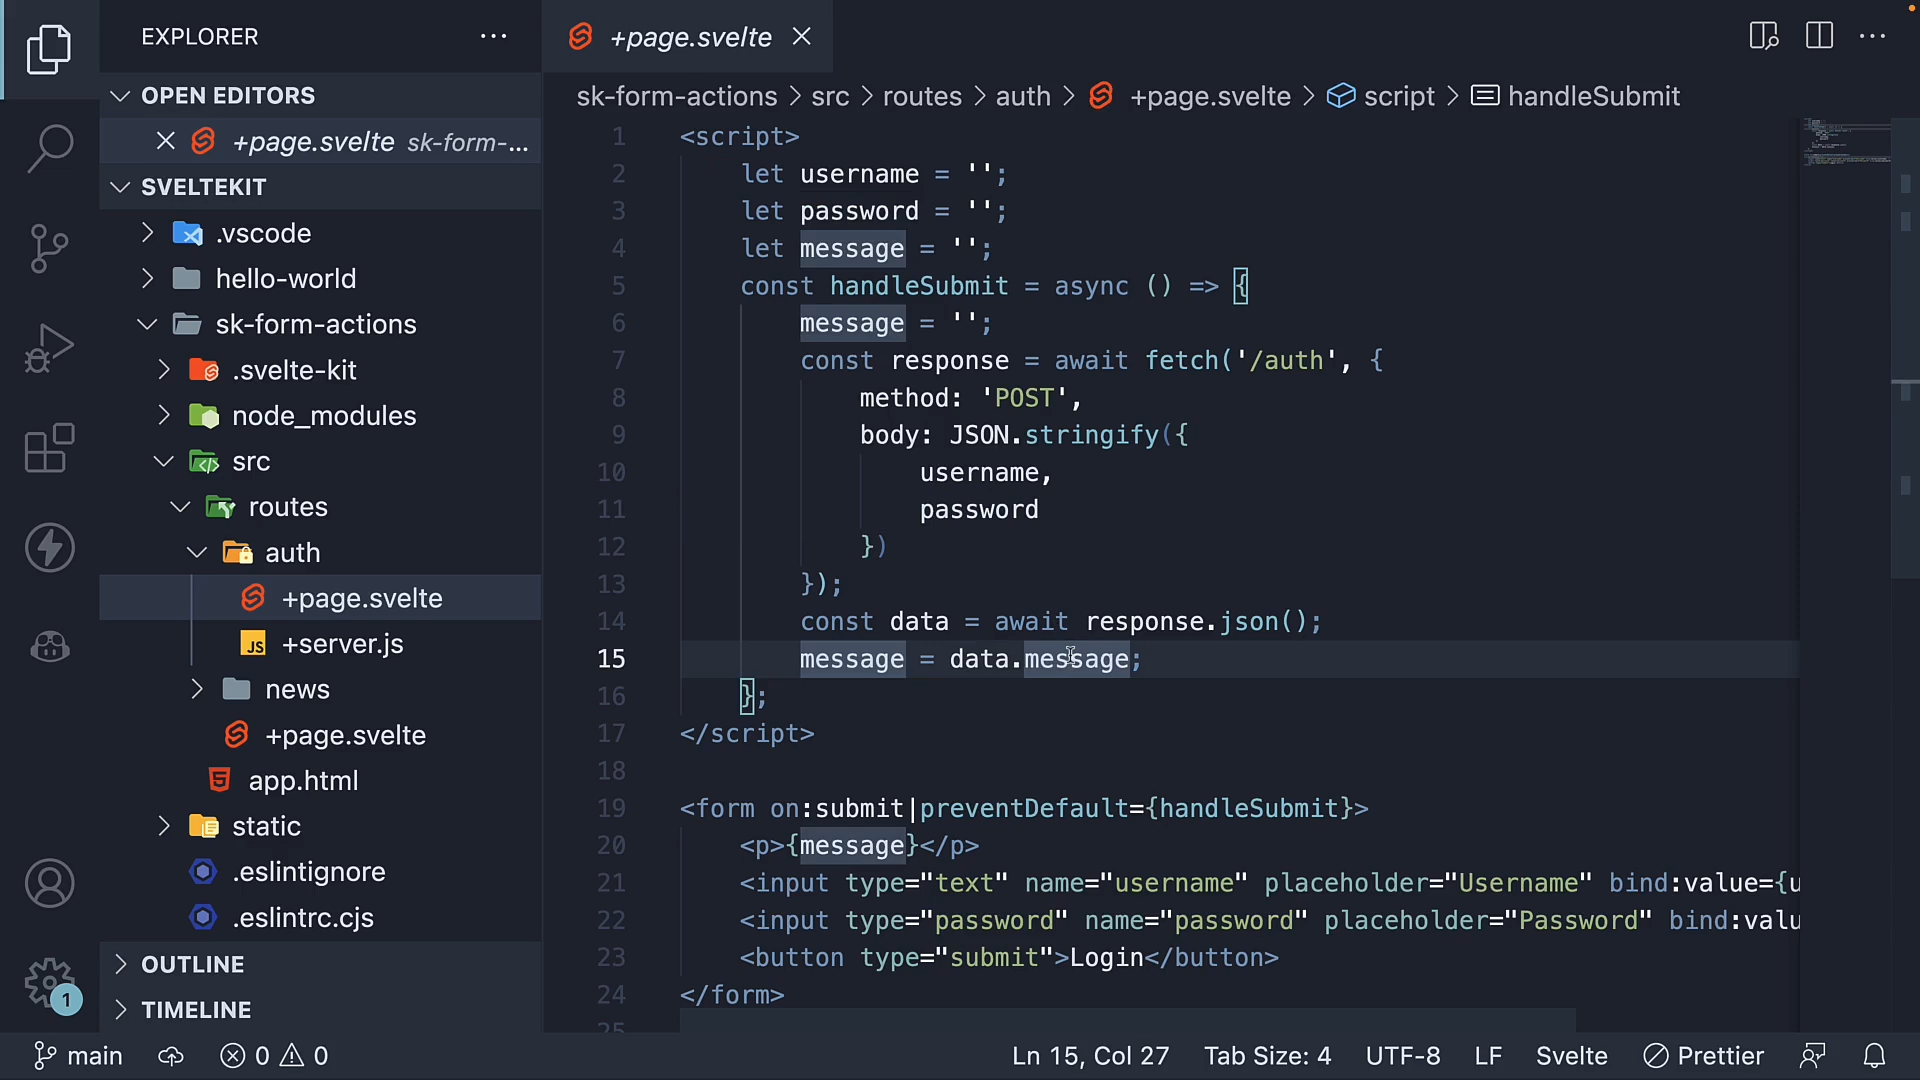 EXPLORER
OPEN EDITORS
+page.svelte sk-form-...
SVELTEKIT
.vscode
hello-world
sk-form-actions
.svelte-kit
node_modules
src
routes
auth
+page.svelte
JS +server.js
news
+page.svelte
app.html
static
.eslintignore
.eslintrc.cjs
OUTLINE
TIMELINE
1
+page.svelte
sk-form-actions > src > routes > auth > +page.svelte > script > handleSubmit
1 <script>
2 let username = '';
3 let password = '';
4 let message = '';
5 const handleSubmit = async () => {
6 message = '';
7 const response = await fetch('/auth', {
8 method: 'POST',
9 body: JSON.stringify({
10 username,
11 password
12 })
13 });
14 const data = await response.json();
15 message = data.message;
16 };
17 </script>
18
19 <form on:submit|preventDefault={handleSubmit}>
20 <p>{message}</p>
21 <input type="text" name="username" placeholder="Username" bind:value={u
22 <input type="password" name="password" placeholder="Password" bind:valu
23 <button type="submit">Login</button>
24 </form>
25
main 0 0 Ln 15, Col 27 Tab Size: 4 UTF-8 LF Svelte Prettier